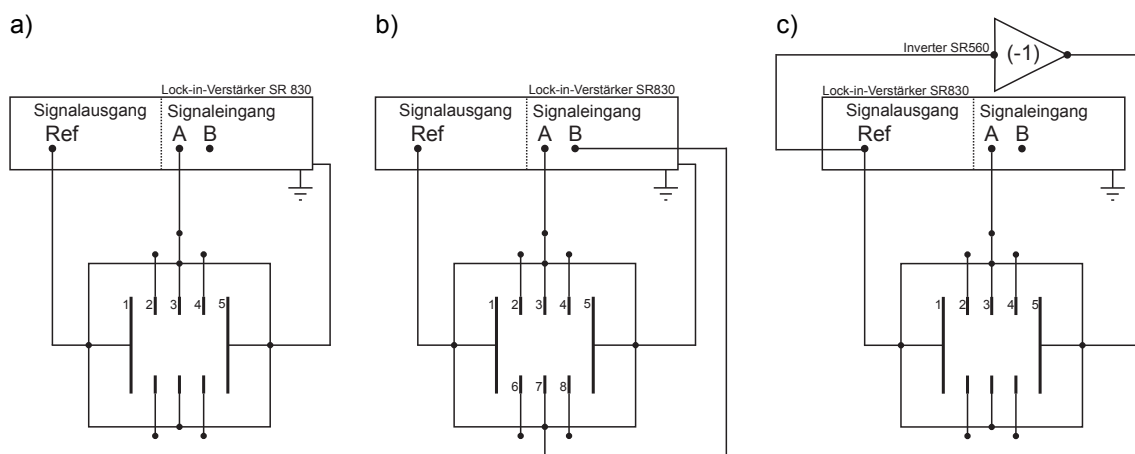 a)
Lock-in-Verstärker SR 830
Signalausgang Signaleingang
Ref A B
1 2 3 4 5
b)
Lock-in-Verstärker SR830
Signalausgang Signaleingang
Ref A B
1 2 3 4 5
6 7 8
c)
Inverter SR560 (-1)
Lock-in-Verstärker SR830
Signalausgang Signaleingang
Ref A B
1 2 3 4 5